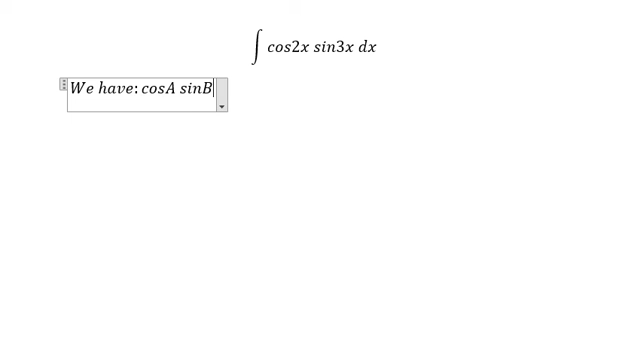 ∫ cos2x sin3x dx
We have: cosA sinB